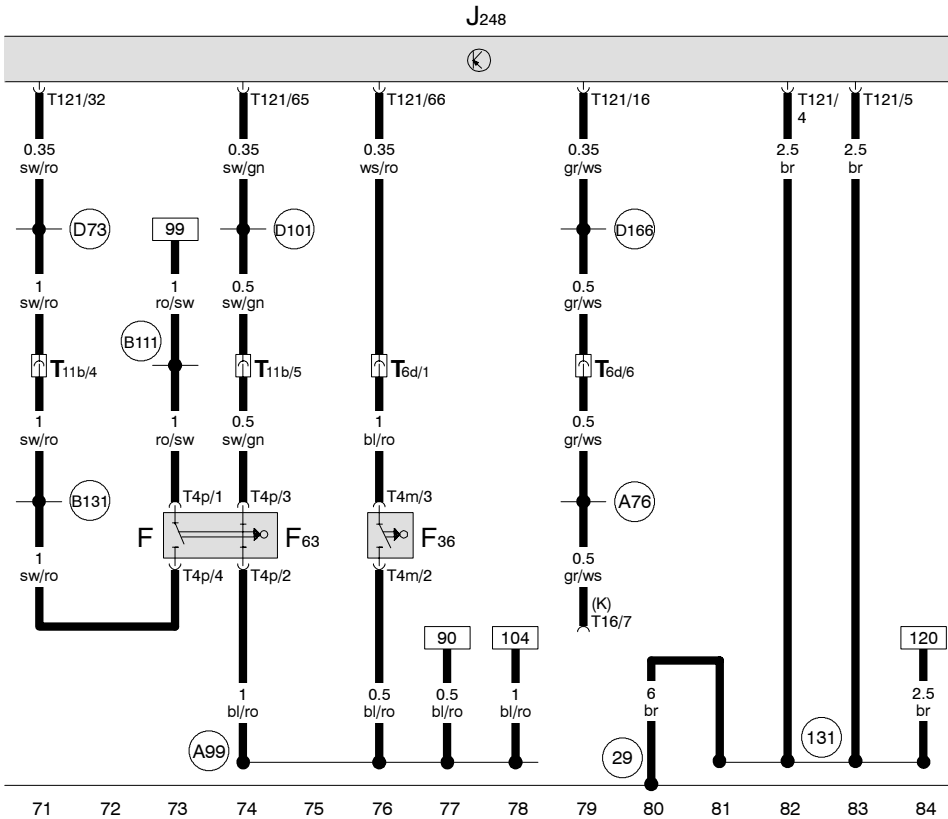 J248
T121/32
T121/65
T121/66
T121/16
T121/
4
T121/5
0.35
sw/ro
0.35
sw/gn
0.35
ws/ro
0.35
gr/ws
2.5
br
2.5
br
D73
99
D101
D166
1
sw/ro
1
ro/sw
0.5
sw/gn
0.5
gr/ws
B111
T11b/4
T11b/5
T6d/1
T6d/6
1
sw/ro
1
ro/sw
0.5
sw/gn
1
bl/ro
0.5
gr/ws
B131
T4p/1
T4p/3
T4m/3
A76
F
F63
F36
1
sw/ro
T4p/4
T4p/2
T4m/2
0.5
gr/ws
(K)
T16/7
90
104
120
1
bl/ro
0.5
bl/ro
0.5
bl/ro
1
bl/ro
6
br
2.5
br
A99
29
131
71 72 73 74 75 76 77 78 79 80 81 82 83 84